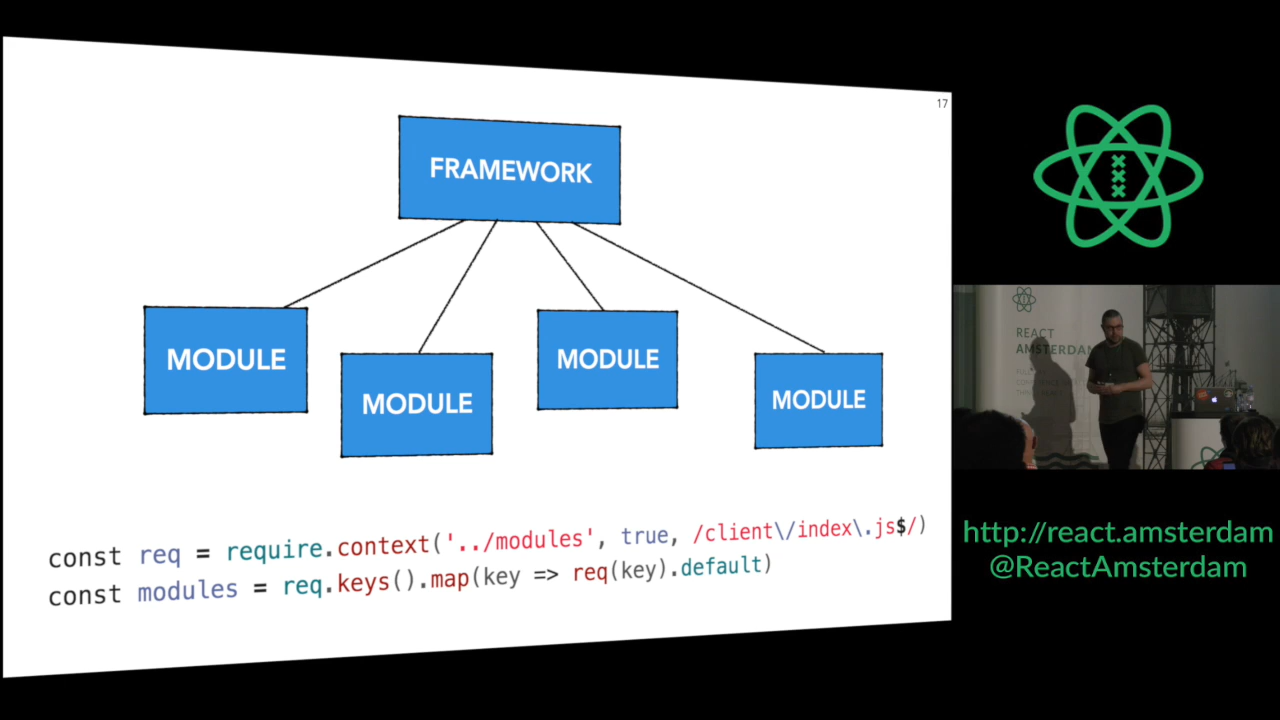 17
FRAMEWORK
MODULE
MODULE
MODULE
MODULE
const req = require.context('../modules', true, /client\/index\.js$/)
const modules = req.keys().map(key => req(key).default)
REACT
AMSTERDAM
http://react.amsterdam
@ReactAmsterdam